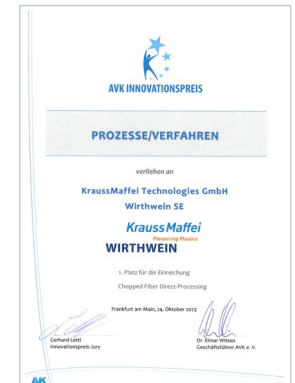 AVK INNOVATIONSPREIS
PROZESSE/VERFAHREN
verliehen an
KraussMaffei Technologies GmbH
Wirthwein SE
Krauss Maffei
Pioneering Plastics
WIRTHWEIN
1. Platz für die Einreichung
Chopped Fiber Direct-Processing
Frankfurt am Main, 24. Oktober 2023
Gerhard Lettl
Innovationspreis-Jury
Dr. Elmar Witten
Geschäftsführer AVK e. V.